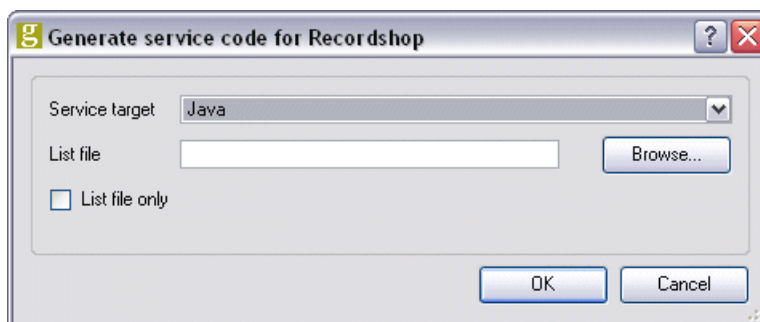 g Generate service code for Recordshop ?
Service target Java
List file Browse...
List file only
OK Cancel